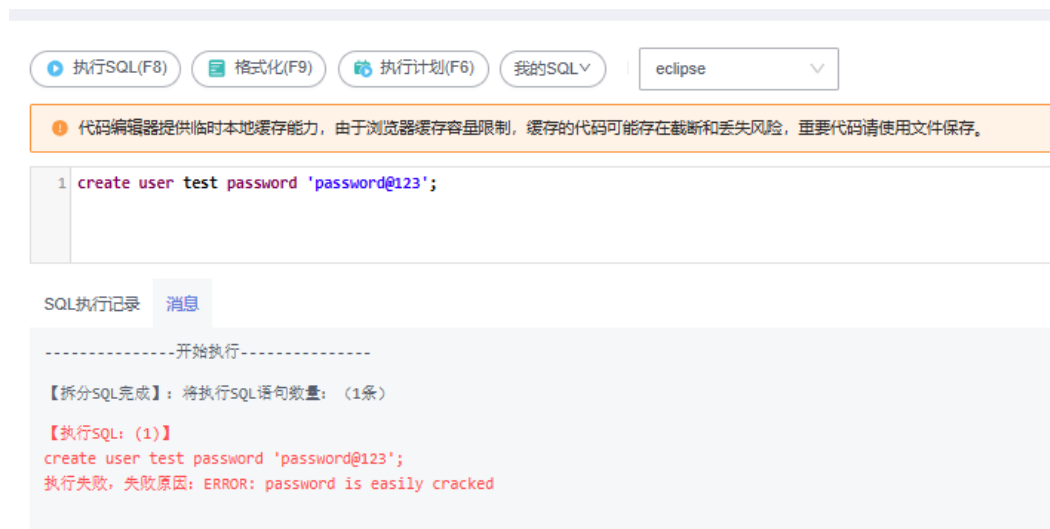 执行SQL(F8) 格式化(F9) 执行计划(F6) 我的SQL eclipse
代码编辑器提供临时本地缓存能力，由于浏览器缓存容量限制，缓存的代码可能存在截断和丢失风险，重要代码请使用文件保存。
1 create user test password 'password@123';
SQL执行记录 消息
---------------开始执行---------------
【拆分SQL完成】：将执行SQL语句数量：（1条）
【执行SQL：(1)】
create user test password 'password@123';
执行失败，失败原因：ERROR: password is easily cracked